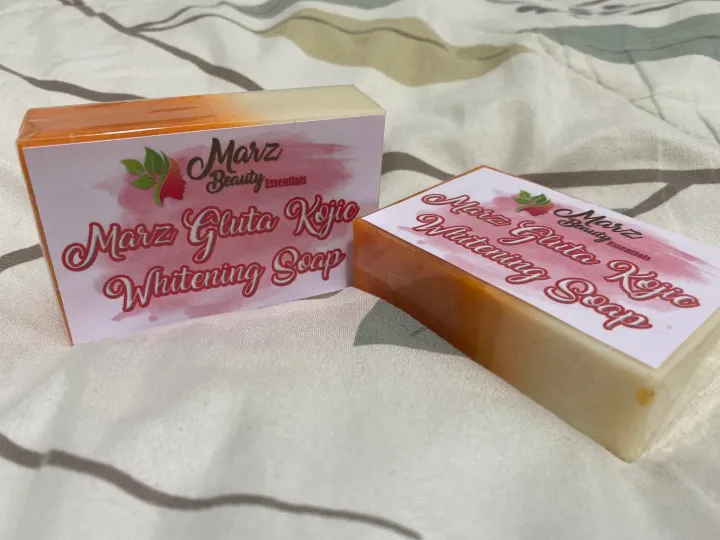 Marz
Beauty Essentials
Marz Gluta Kojic
Whitening Soap
Marz
Beauty Essentials
Marz Gluta Kojic
Whitening Soap